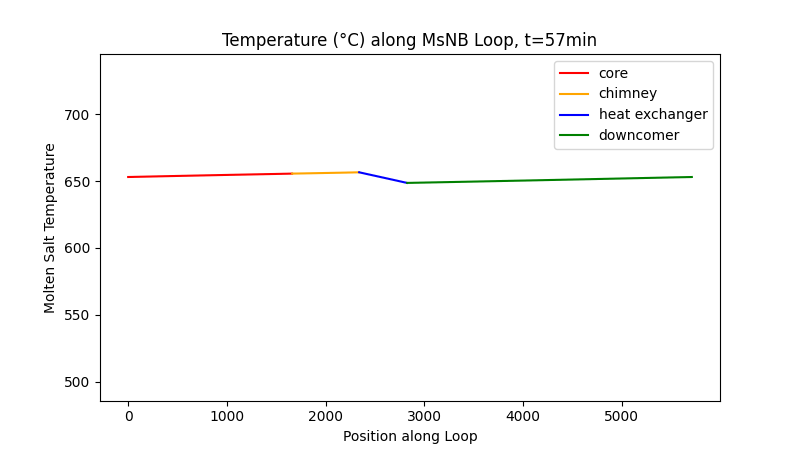 Temperature (°C) along MsNB Loop, t=57min
core
chimney
heat exchanger
downcomer
Molten Salt Temperature
700
650
600
550
500
0 1000 2000 3000 4000 5000
Position along Loop